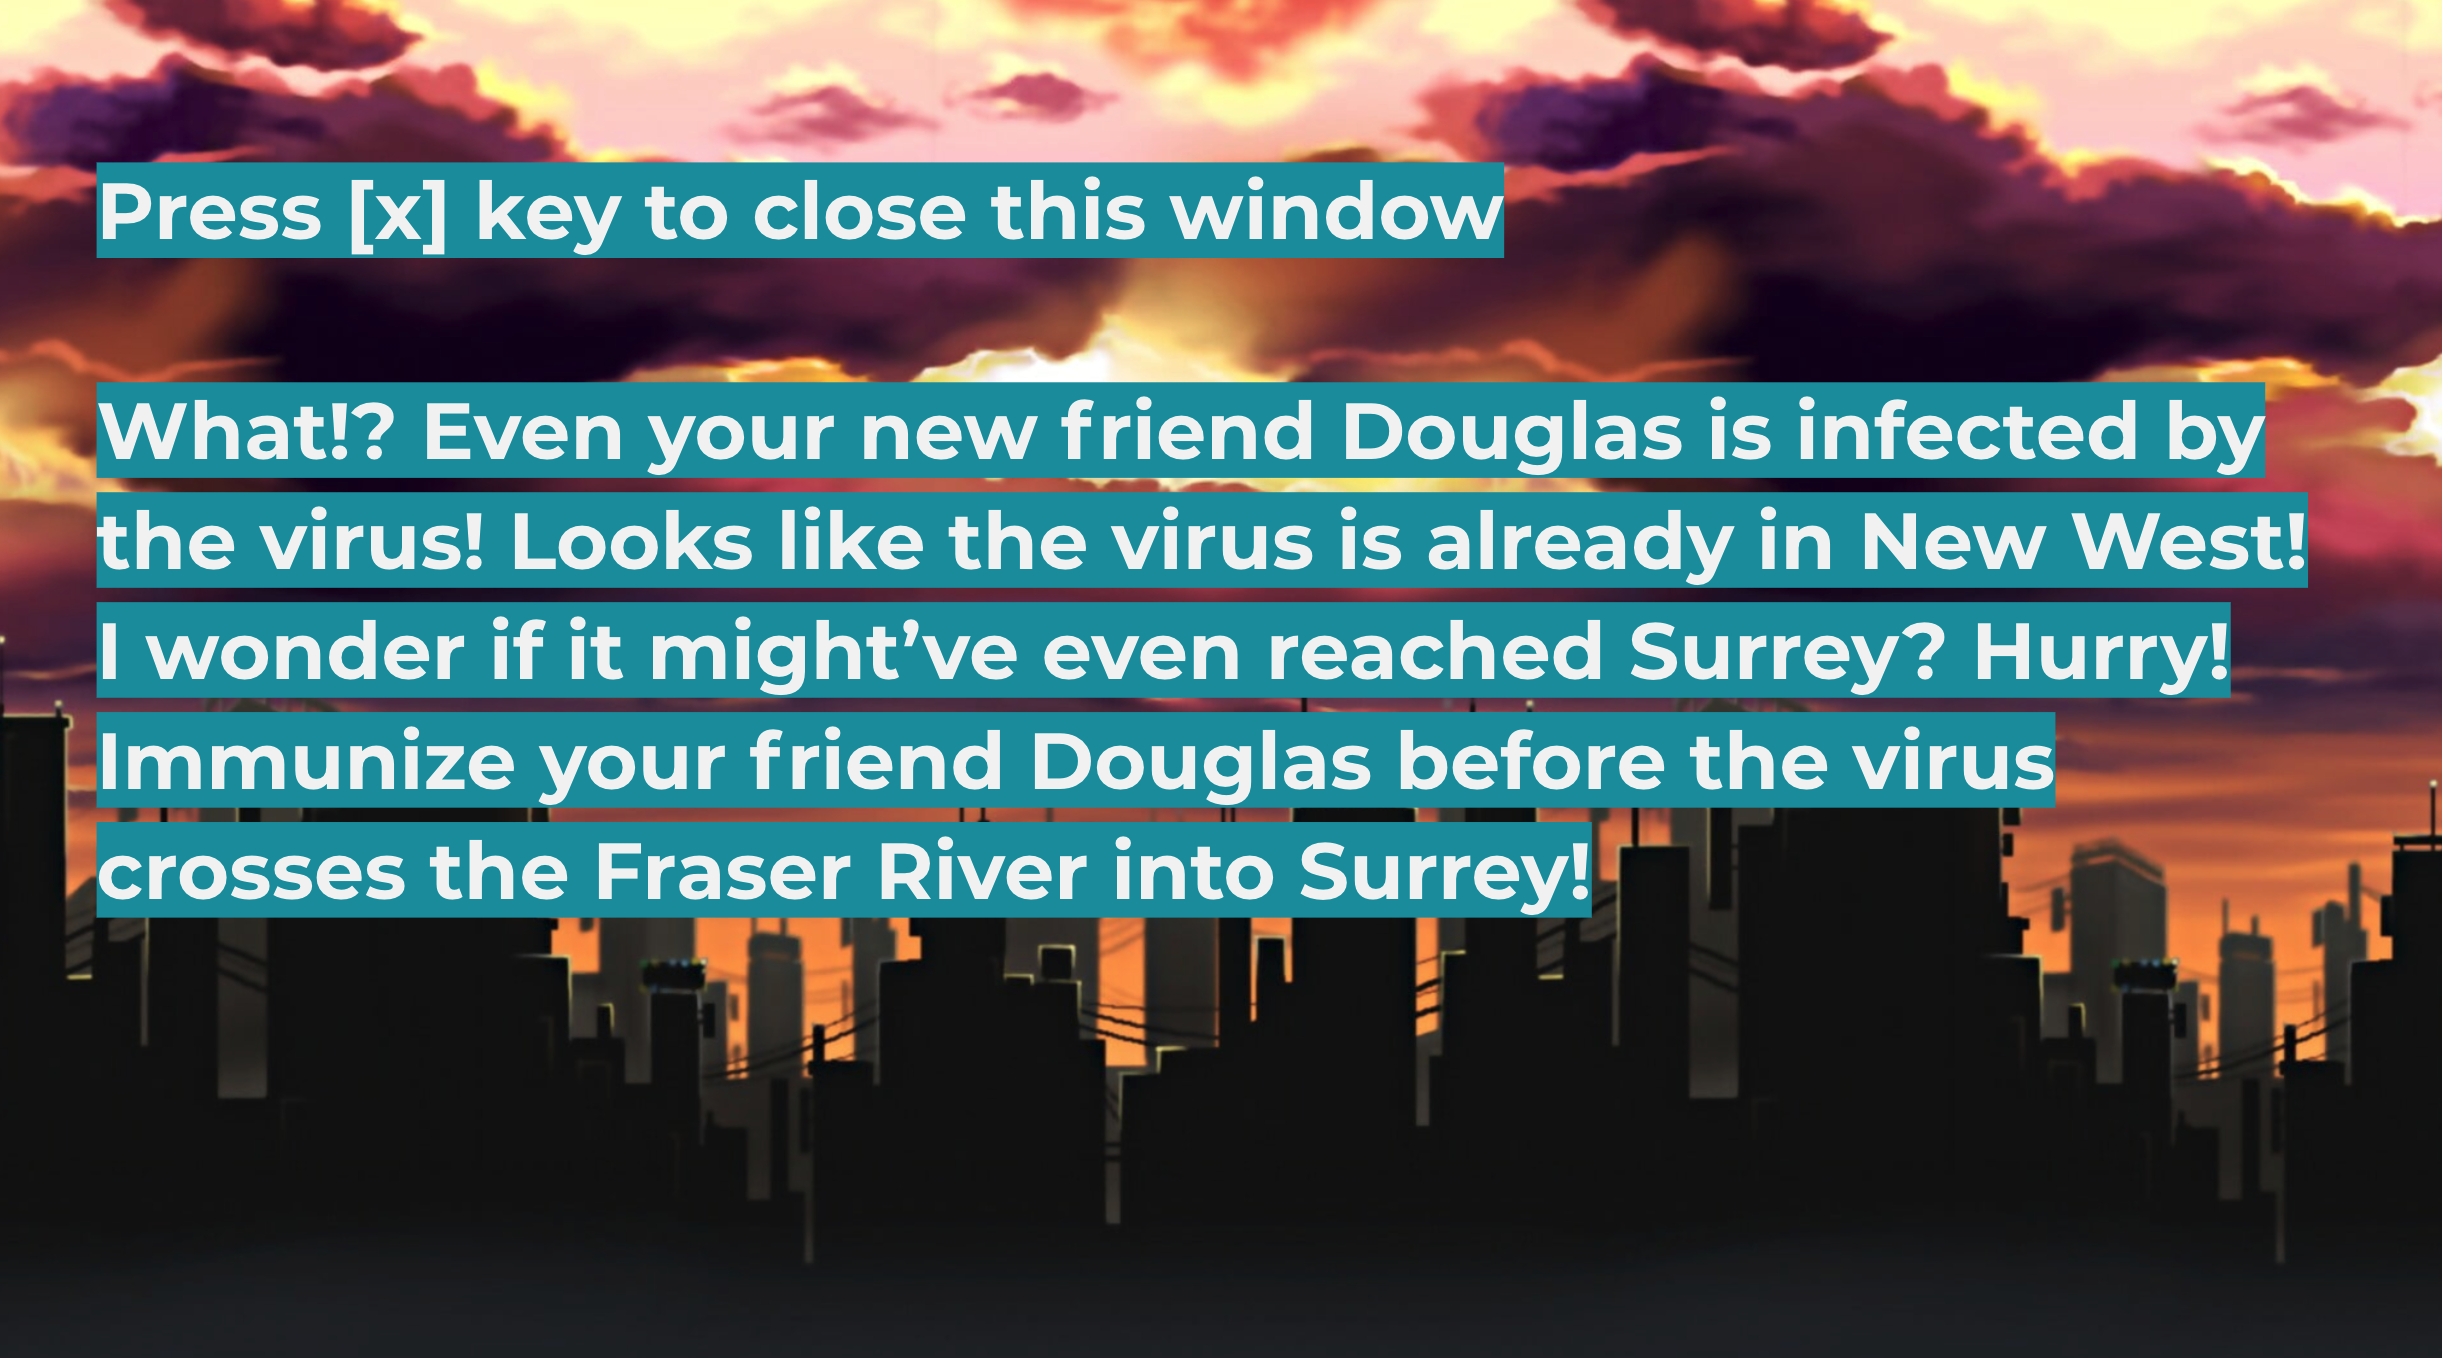 Press [x] key to close this window
What!? Even your new friend Douglas is infected by
the virus! Looks like the virus is already in New West!
I wonder if it might’ve even reached Surrey? Hurry!
Immunize your friend Douglas before the virus
crosses the Fraser River into Surrey!